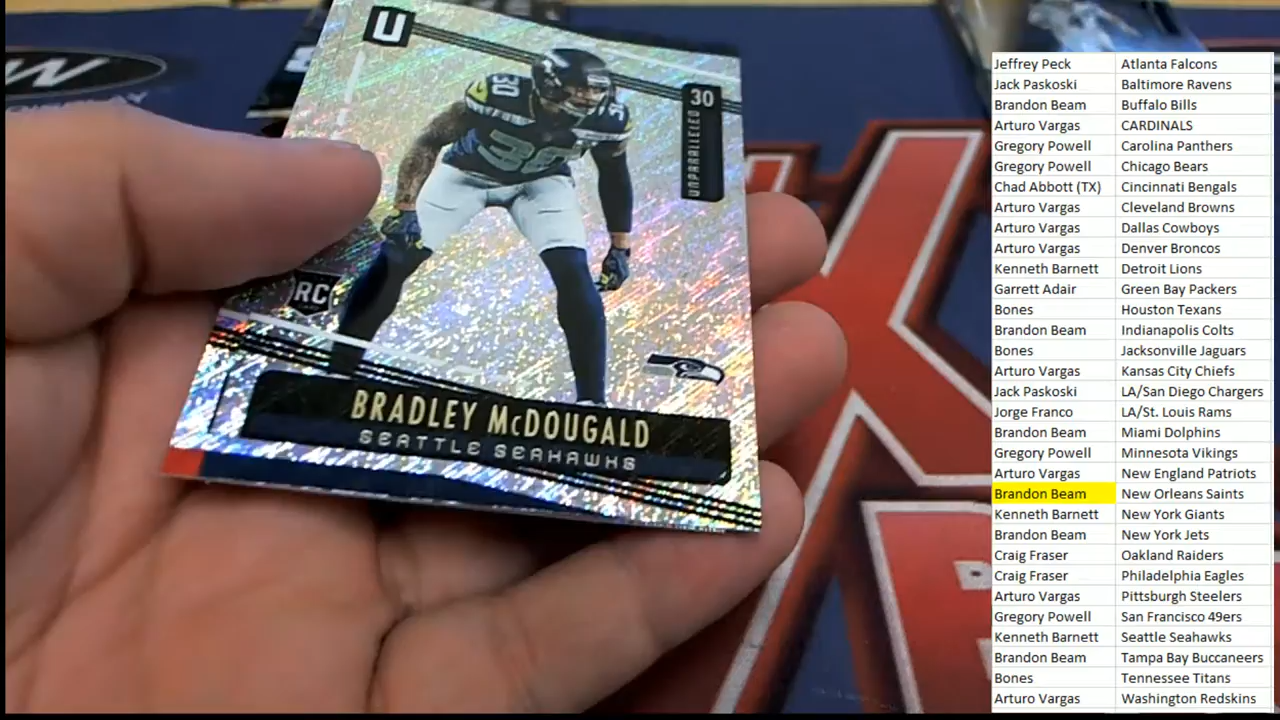 U
30
UNPARALLELED
30
RC
BRADLEY McDOUGALD
SEATTLE SEAHAWKS
W
Jeffrey Peck Atlanta Falcons
Jack Paskoski Baltimore Ravens
Brandon Beam Buffalo Bills
Arturo Vargas CARDINALS
Gregory Powell Carolina Panthers
Gregory Powell Chicago Bears
Chad Abbott (TX) Cincinnati Bengals
Arturo Vargas Cleveland Browns
Arturo Vargas Dallas Cowboys
Arturo Vargas Denver Broncos
Kenneth Barnett Detroit Lions
Garrett Adair Green Bay Packers
Bones Houston Texans
Brandon Beam Indianapolis Colts
Bones Jacksonville Jaguars
Arturo Vargas Kansas City Chiefs
Jack Paskoski LA/San Diego Chargers
Jorge Franco LA/St. Louis Rams
Brandon Beam Miami Dolphins
Gregory Powell Minnesota Vikings
Arturo Vargas New England Patriots
Brandon Beam New Orleans Saints
Kenneth Barnett New York Giants
Brandon Beam New York Jets
Craig Fraser Oakland Raiders
Craig Fraser Philadelphia Eagles
Arturo Vargas Pittsburgh Steelers
Gregory Powell San Francisco 49ers
Kenneth Barnett Seattle Seahawks
Brandon Beam Tampa Bay Buccaneers
Bones Tennessee Titans
Arturo Vargas Washington Redskins